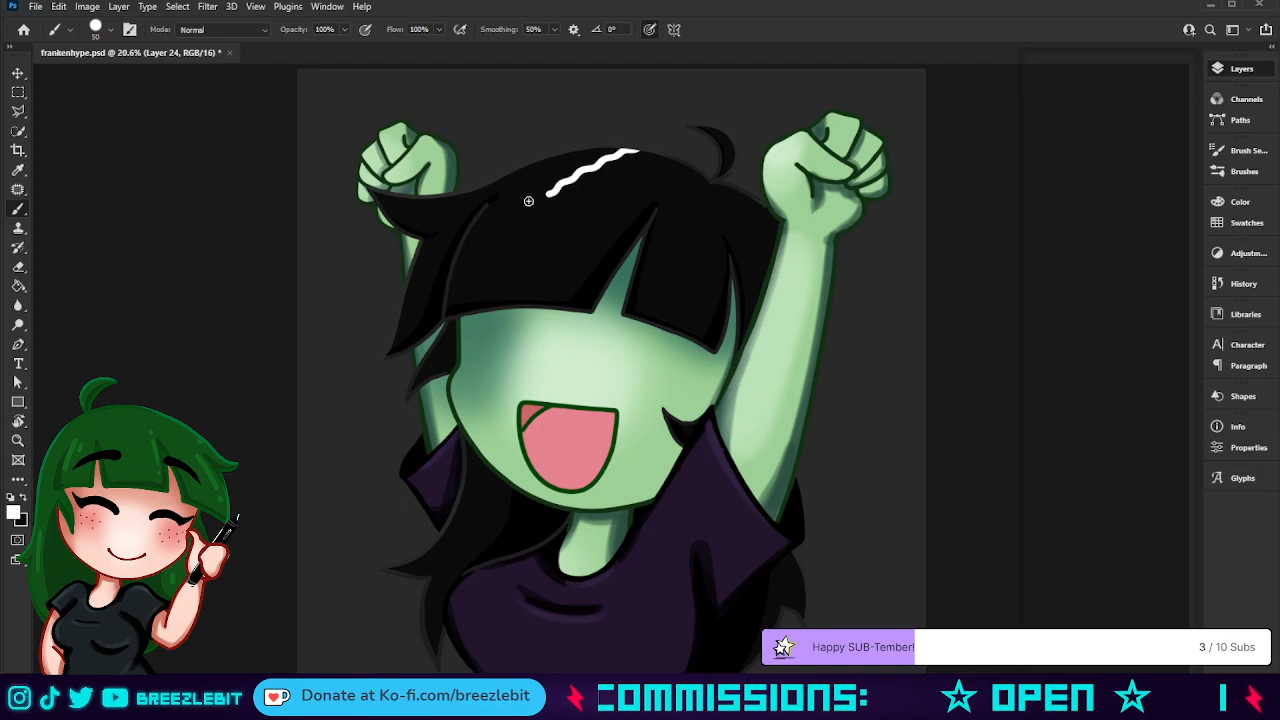 Ps File Edit Image Layer Type Select Filter 3D View Plugins Window Help
50 Mode: Normal Opacity: 100% Flow: 100% Smoothing: 50% 0°
frankenhype.psd @ 20.6% (Layer 24, RGB/16) * ×
Layers
Channels
Paths
Brush Se...
Brushes
Color
Swatches
Adjustm...
History
Libraries
Character
Paragraph
Shapes
Info
Properties
Glyphs
Happy SUB-Tember! 3 / 10 Subs
BREEZLEBIT Donate at Ko-fi.com/breezlebit COMMISSIONS: OPEN